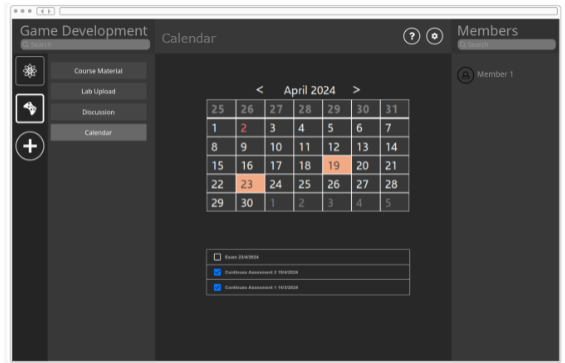 Game Development
Search
Course Material
Lab Upload
Discussion
Calendar
Calendar
?
Members
Search
Member 1
< April 2024 >
25 26 27 28 29 30 31
1 2 3 4 5 6 7
8 9 10 11 12 13 14
15 16 17 18 19 20 21
22 23 24 25 26 27 28
29 30 1 2 3 4 5
Exam 23/4/2024
Continues Assessment 2 19/4/2024
Continues Assessment 1 14/3/2024